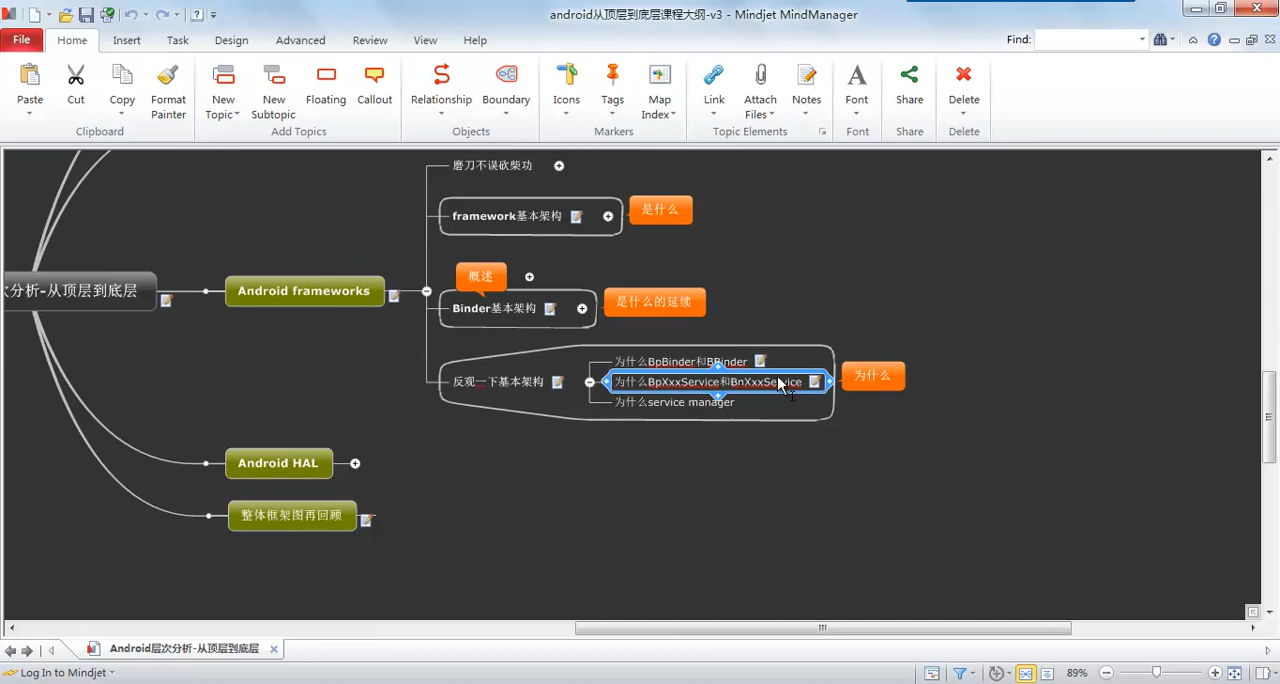 android从顶层到底层课程大纲-v3 - Mindjet MindManager
File Home Insert Task Design Advanced Review View Help Find:
Paste Cut Copy Format Painter
Clipboard
New Topic New Subtopic Floating Callout
Add Topics
Relationship Boundary
Objects
Icons Tags Map Index
Markers
Link Attach Files Notes
Topic Elements
Font
Font
Share
Share
Delete
Delete
磨刀不误砍柴功
framework基本架构
是什么
概述
Binder基本架构
是什么的延续
次分析-从顶层到底层
Android frameworks
反观一下基本架构
为什么BpBinder和BBinder
为什么BpXxxService和BnXxxService
为什么service manager
为什么
Android HAL
整体框架图再回顾
Android层次分析-从顶层到底层
Log In to Mindjet
89%